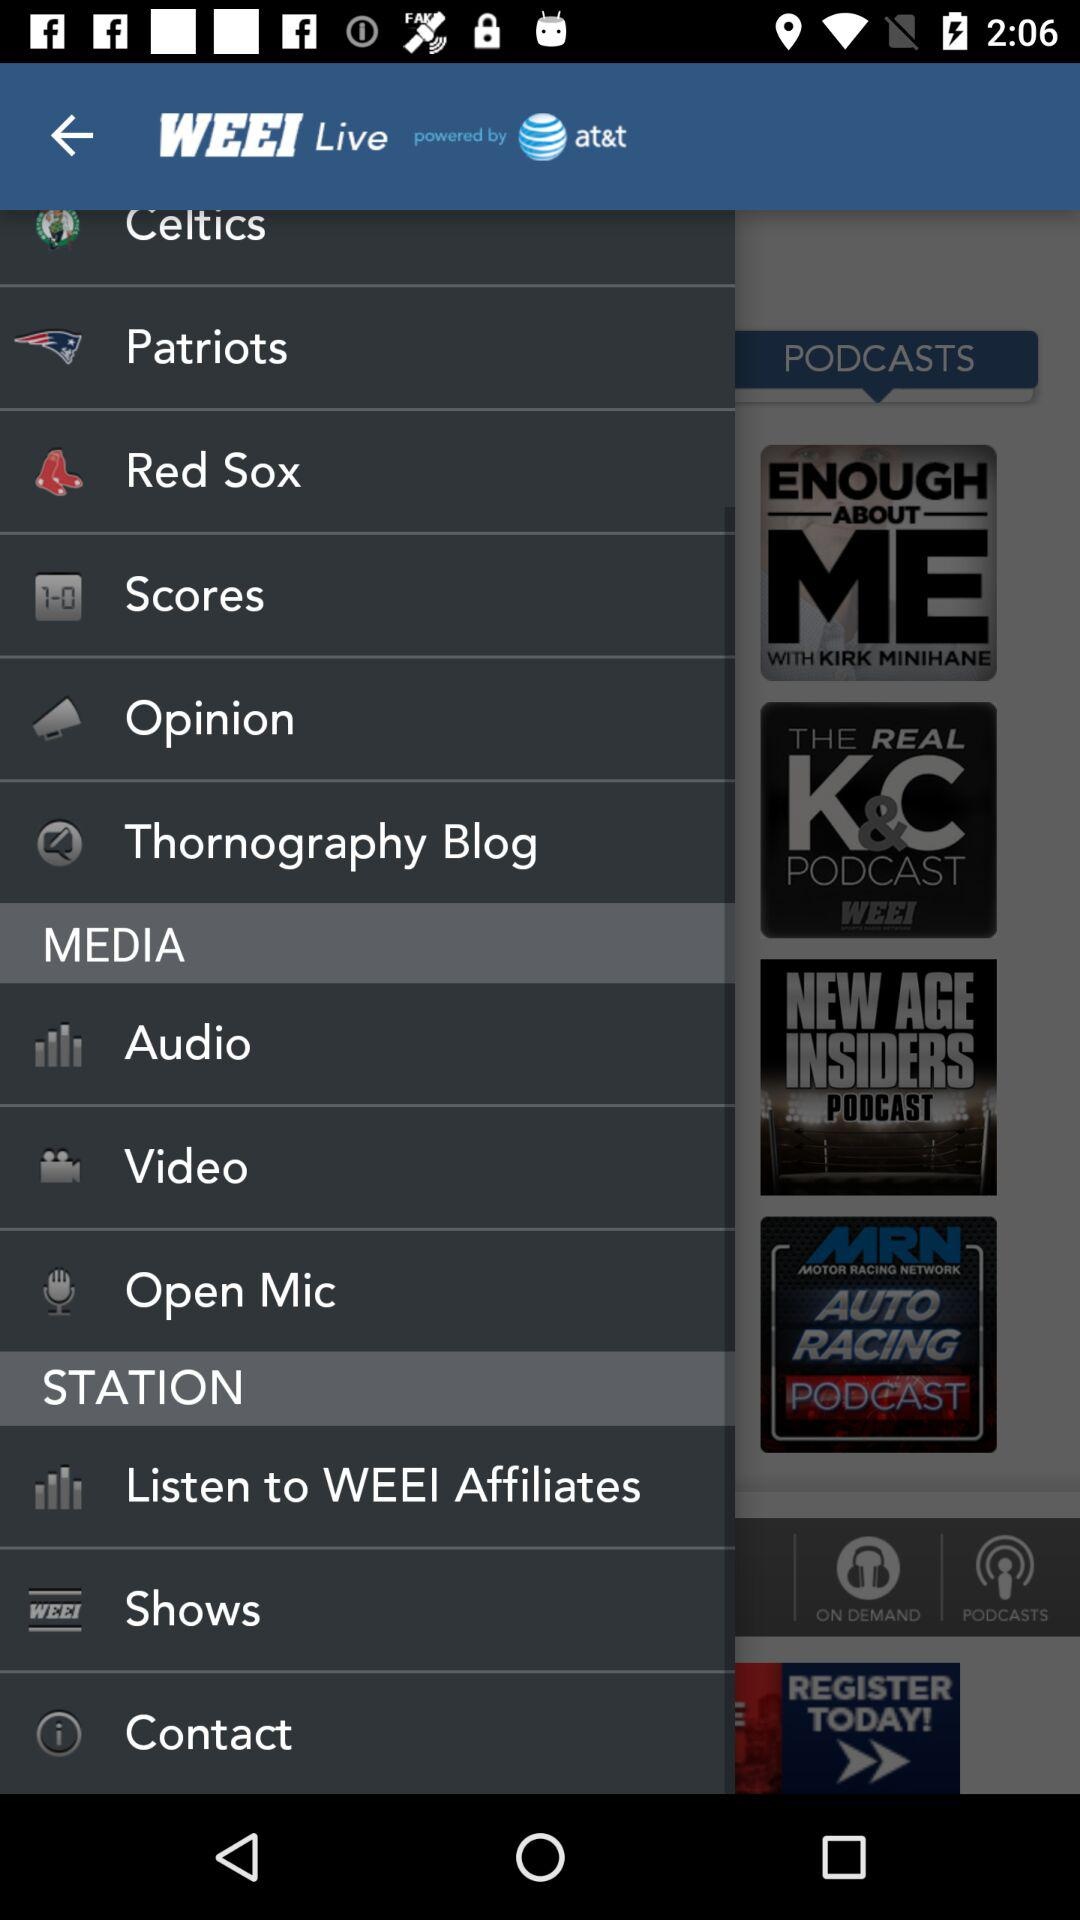 FAKE
2:06
WEEI Live powered by at&t
Celtics
Patriots
Red Sox
1-0
Scores
Opinion
Thornography Blog
MEDIA
Audio
Video
Open Mic
STATION
Listen to WEEI Affiliates
WEEI
Shows
Contact
PODCASTS
ENOUGH
ABOUT
ME
WITH KIRK MINIHANE
THE REAL
K&C
PODCAST
WEEI
NEW AGE
INSIDERS
PODCAST
MRN
MOTOR RACING NETWORK
AUTO
RACING
PODCAST
ON DEMAND
PODCASTS
REGISTER
TODAY!